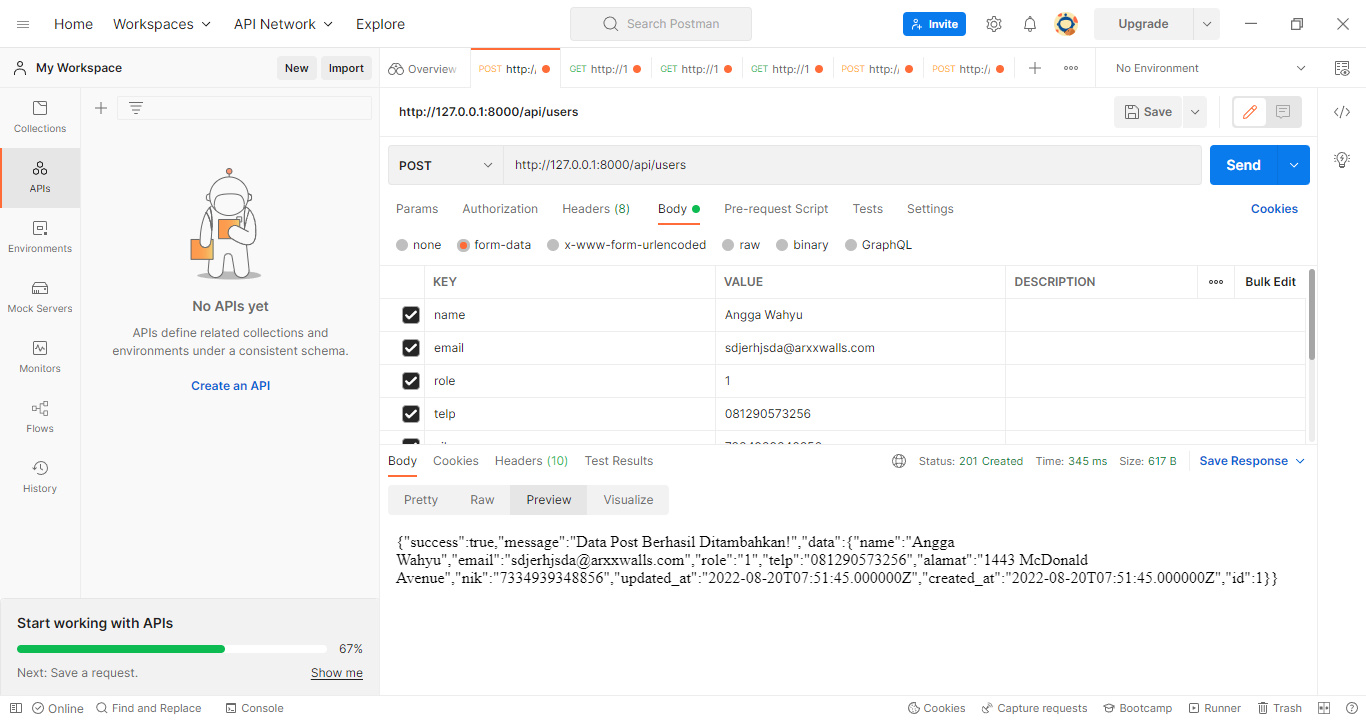 Home Workspaces API Network Explore Search Postman Invite Upgrade
My Workspace New Import Overview POST http:/, GET http://1 GET http://1 GET http://1 POST http:/, POST http:/, No Environment
http://127.0.0.1:8000/api/users Save
Collections
APIs
Environments
Mock Servers
Monitors
Flows
History
No APIs yet
APIs define related collections and
environments under a consistent schema.
Create an API
POST http://127.0.0.1:8000/api/users Send
Params Authorization Headers (8) Body Pre-request Script Tests Settings Cookies
none form-data x-www-form-urlencoded raw binary GraphQL
KEY VALUE DESCRIPTION Bulk Edit
name Angga Wahyu
email sdjerhjsda@arxxwalls.com
role 1
telp 081290573256
Body Cookies Headers (10) Test Results Status: 201 Created Time: 345 ms Size: 617 B Save Response
Pretty Raw Preview Visualize
{"success":true,"message":"Data Post Berhasil Ditambahkan!","data":{"name":"Angga
Wahyu","email":"sdjerhjsda@arxxwalls.com","role":"1","telp":"081290573256","alamat":"1443 McDonald
Avenue","nik":"7334939348856","updated_at":"2022-08-20T07:51:45.000000Z","created_at":"2022-08-20T07:51:45.000000Z","id":1}}
Start working with APIs
67%
Next: Save a request. Show me
Online Find and Replace Console Cookies Capture requests Bootcamp Runner Trash